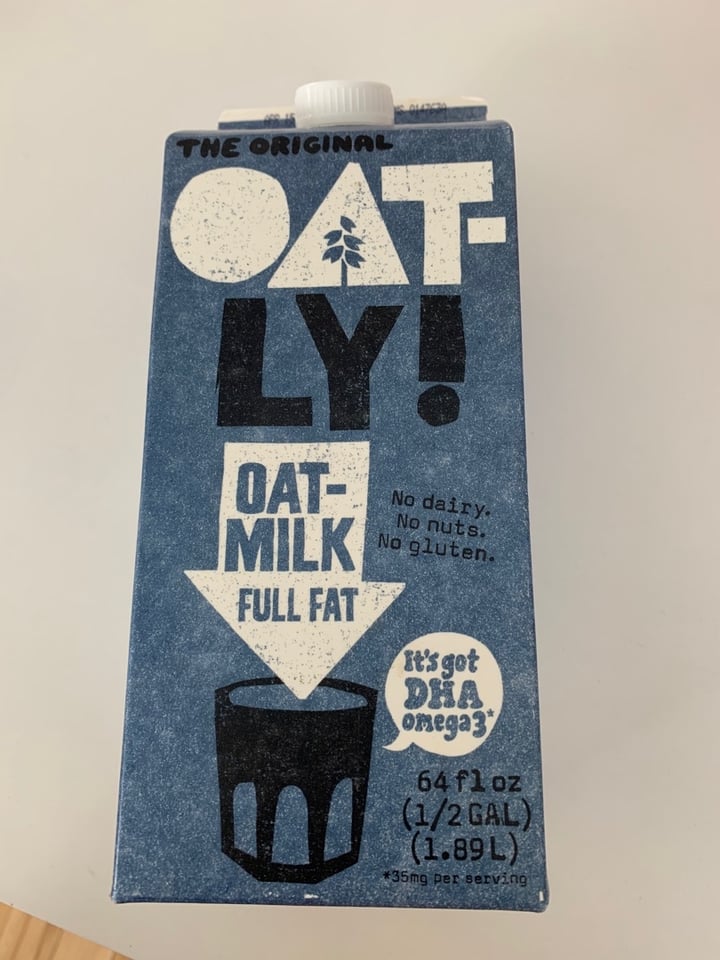 THE ORIGINAL
OAT-
LY!
OAT-
MILK
FULL FAT
No dairy.
No nuts.
No gluten.
It's got
DHA
omega3*
64 fl oz
(1/2 GAL)
(1.89 L)
*35mg per serving